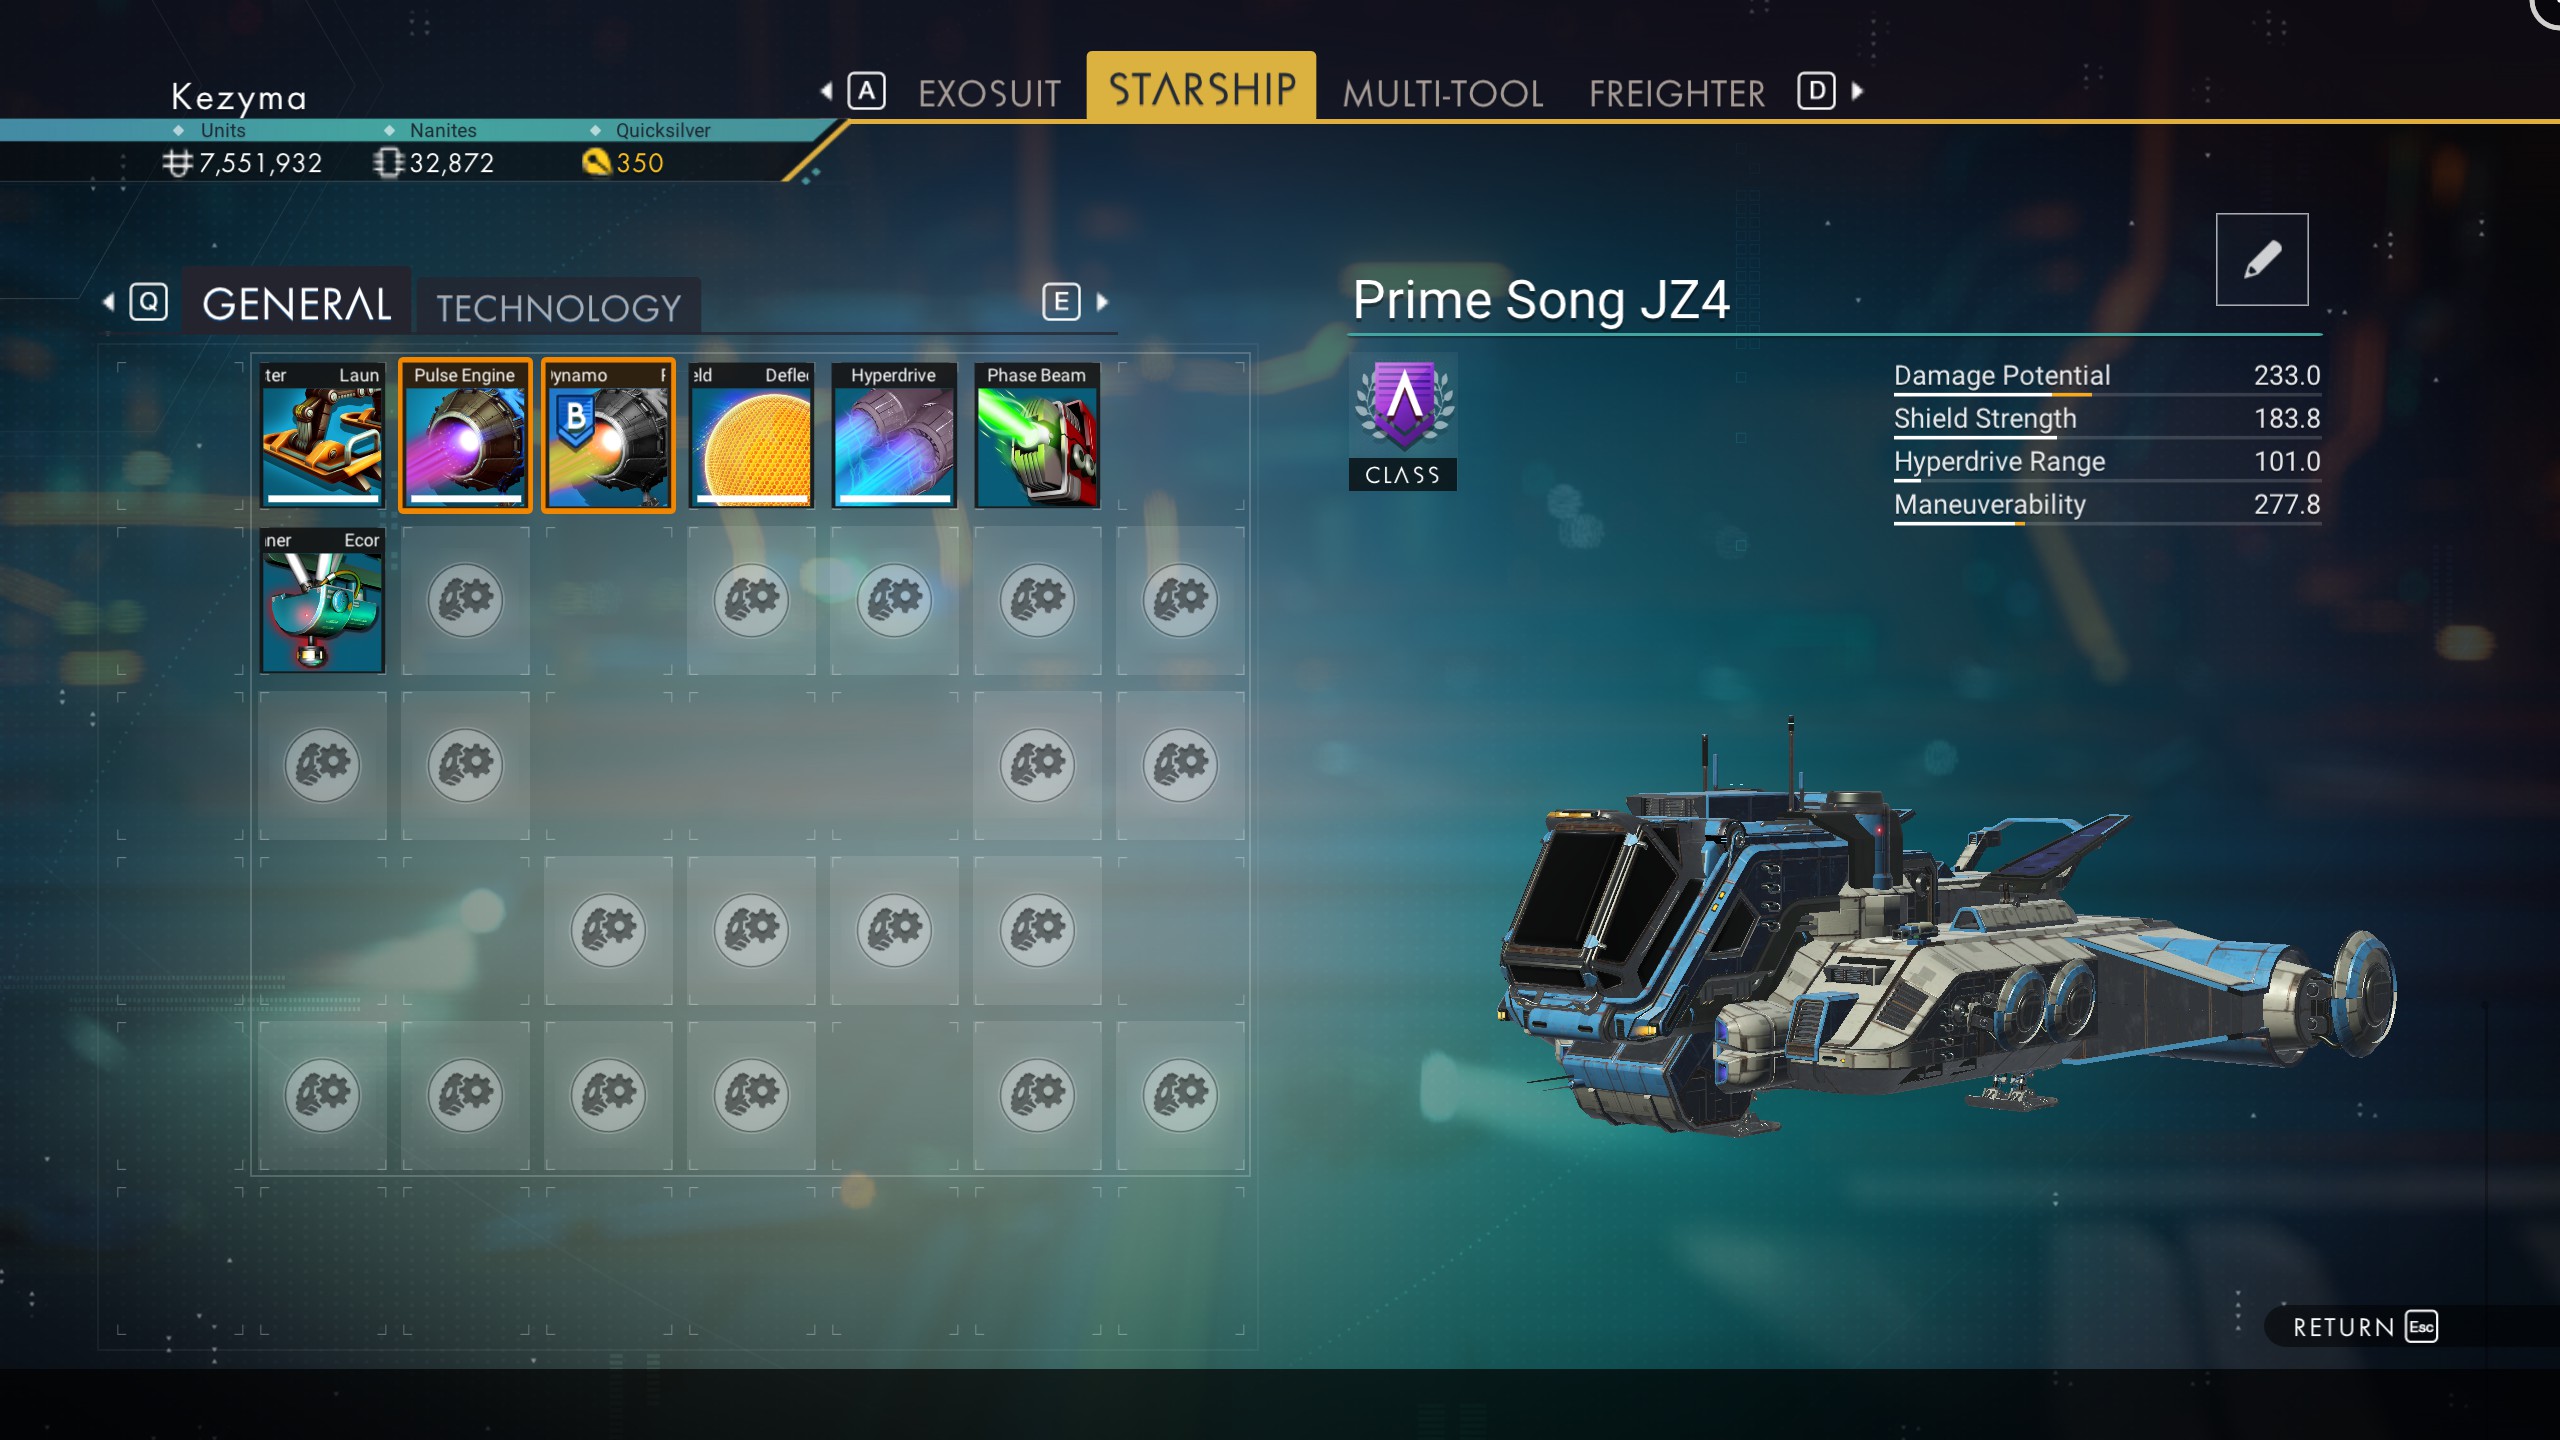 Kezyma
Units Nanites Quicksilver
7,551,932 32,872 350
A EXOSUIT STARSHIP MULTI-TOOL FREIGHTER D
Q GENERAL TECHNOLOGY E
ter Laun
Pulse Engine
ynamo
B
eld Deflec
Hyperdrive
Phase Beam
ner Econ
Prime Song JZ4
A
CLASS
Damage Potential 233.0
Shield Strength 183.8
Hyperdrive Range 101.0
Maneuverability 277.8
RETURN Esc